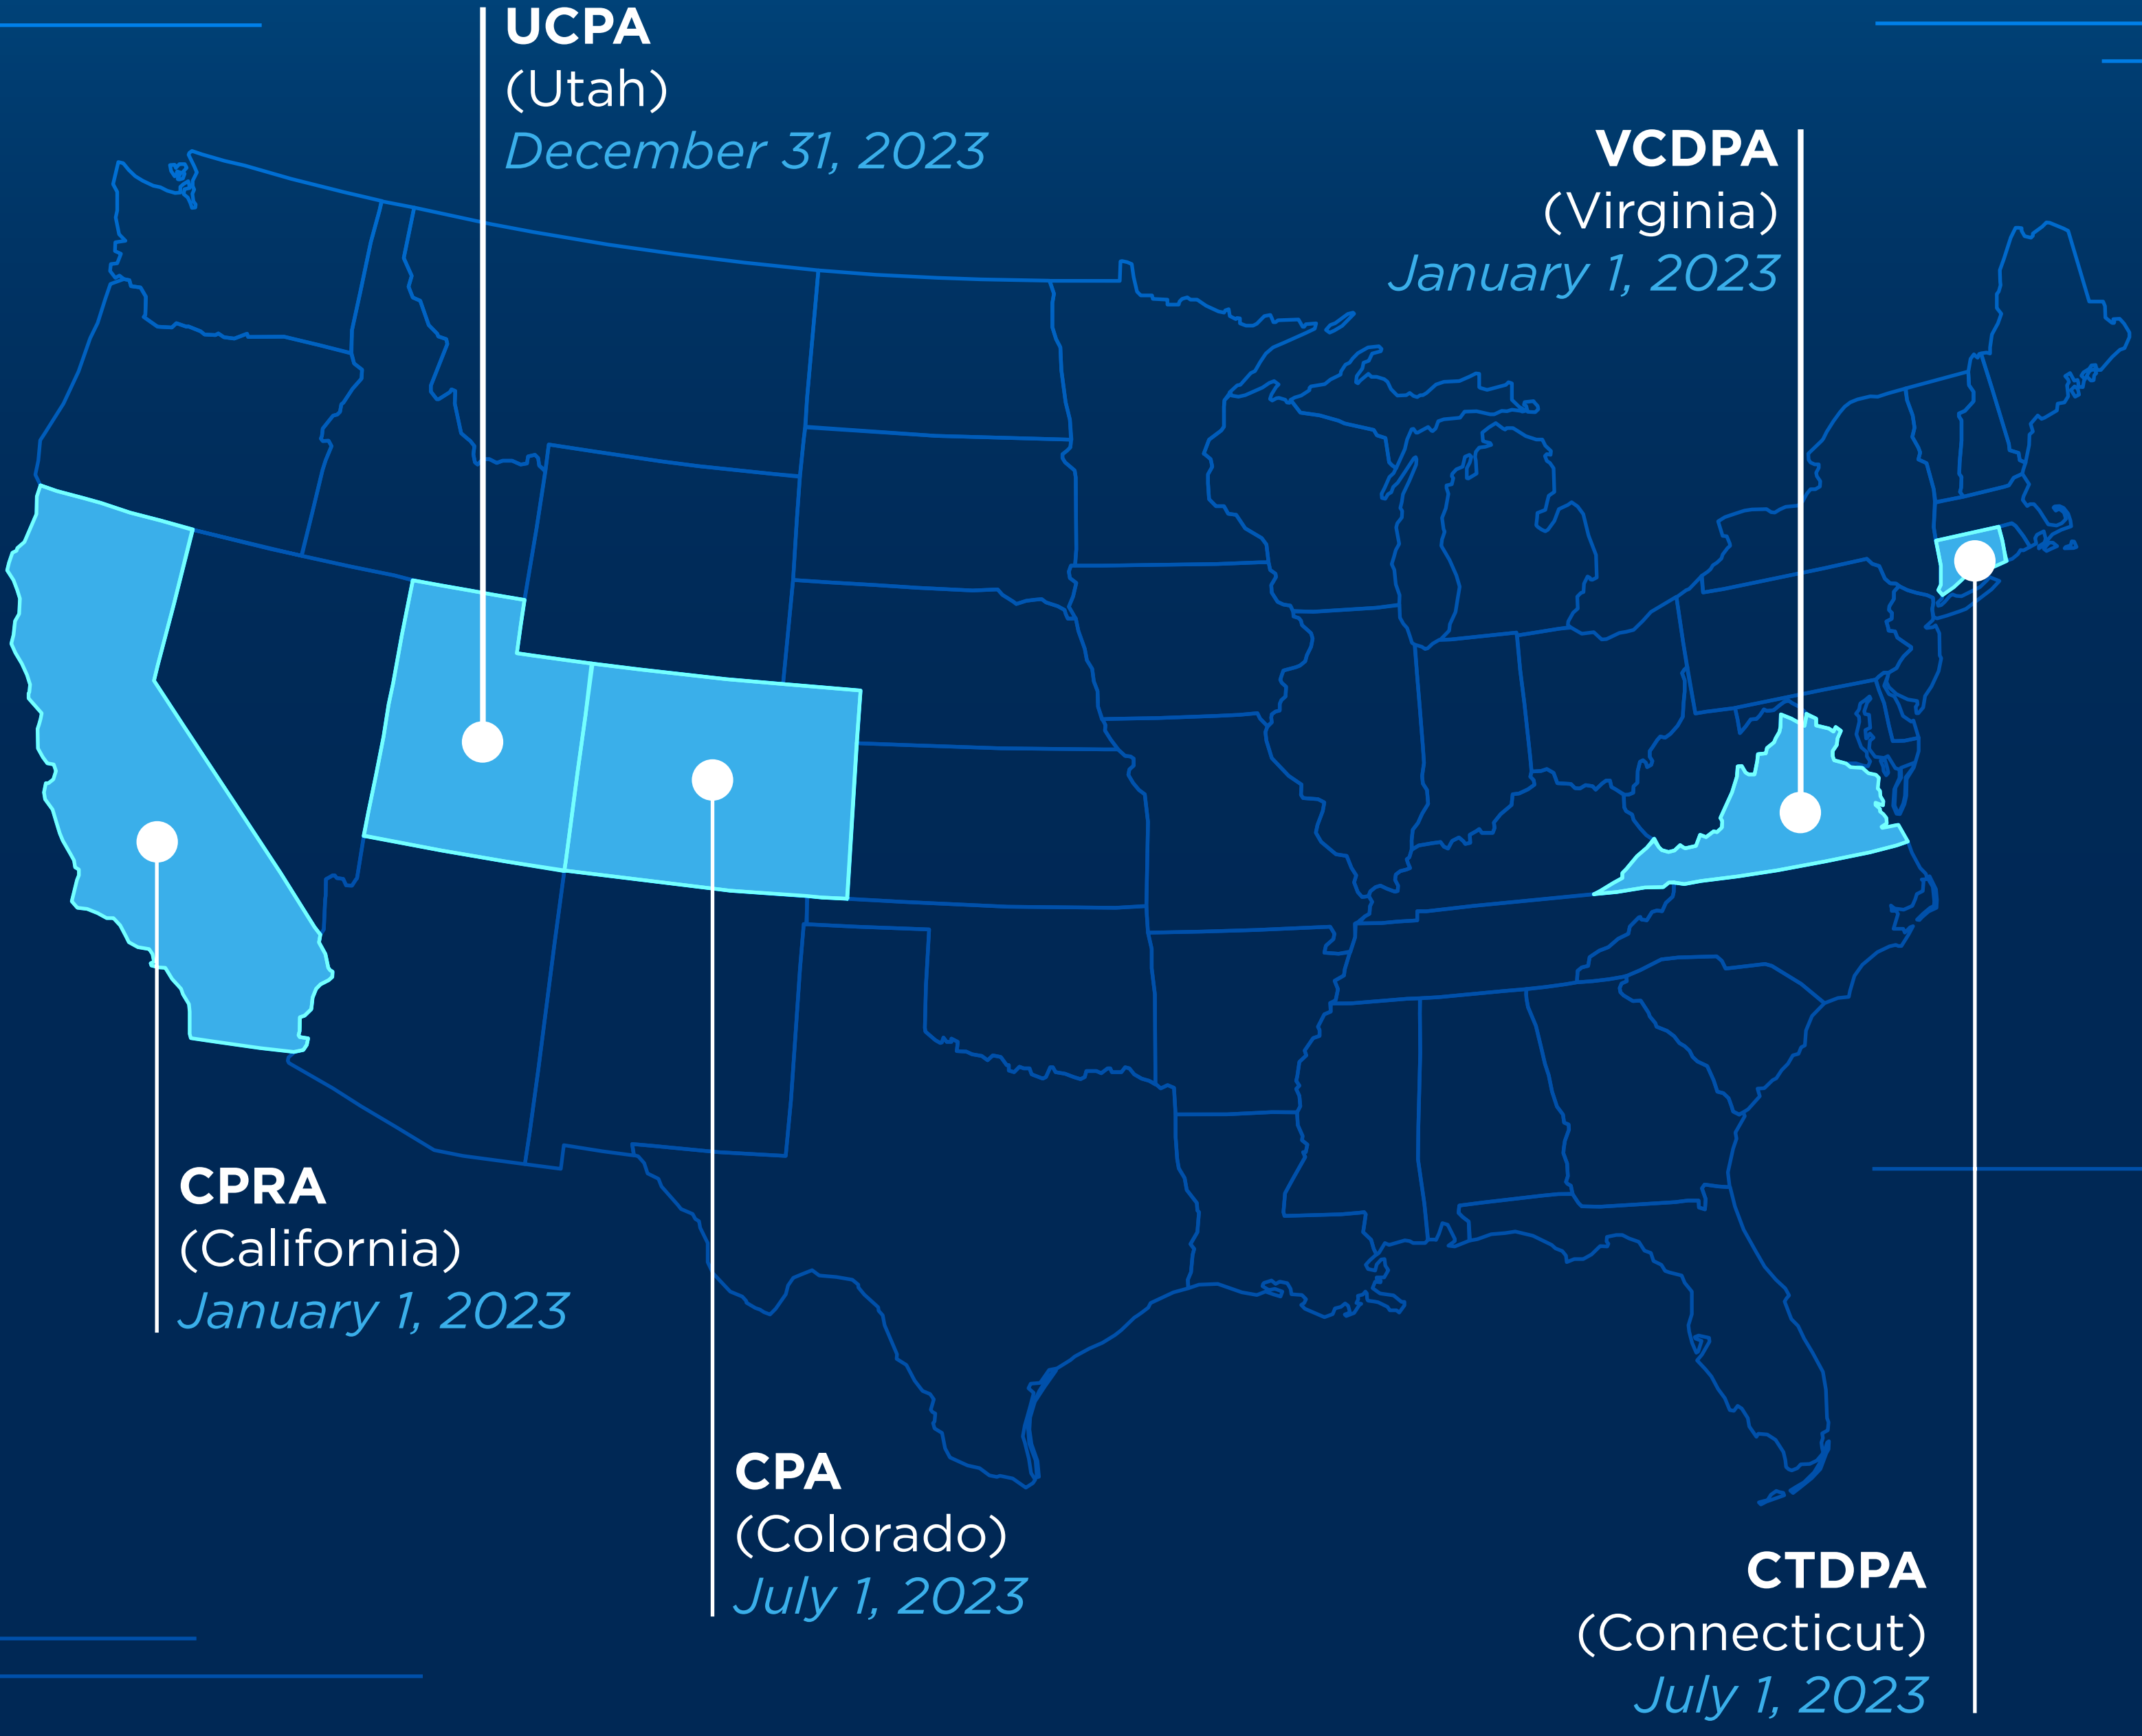 UCPA
(Utah)
December 31, 2023
VCDPA
(Virginia)
January 1, 2023
CPRA
(California)
January 1, 2023
CPA
(Colorado)
July 1, 2023
CTDPA
(Connecticut)
July 1, 2023